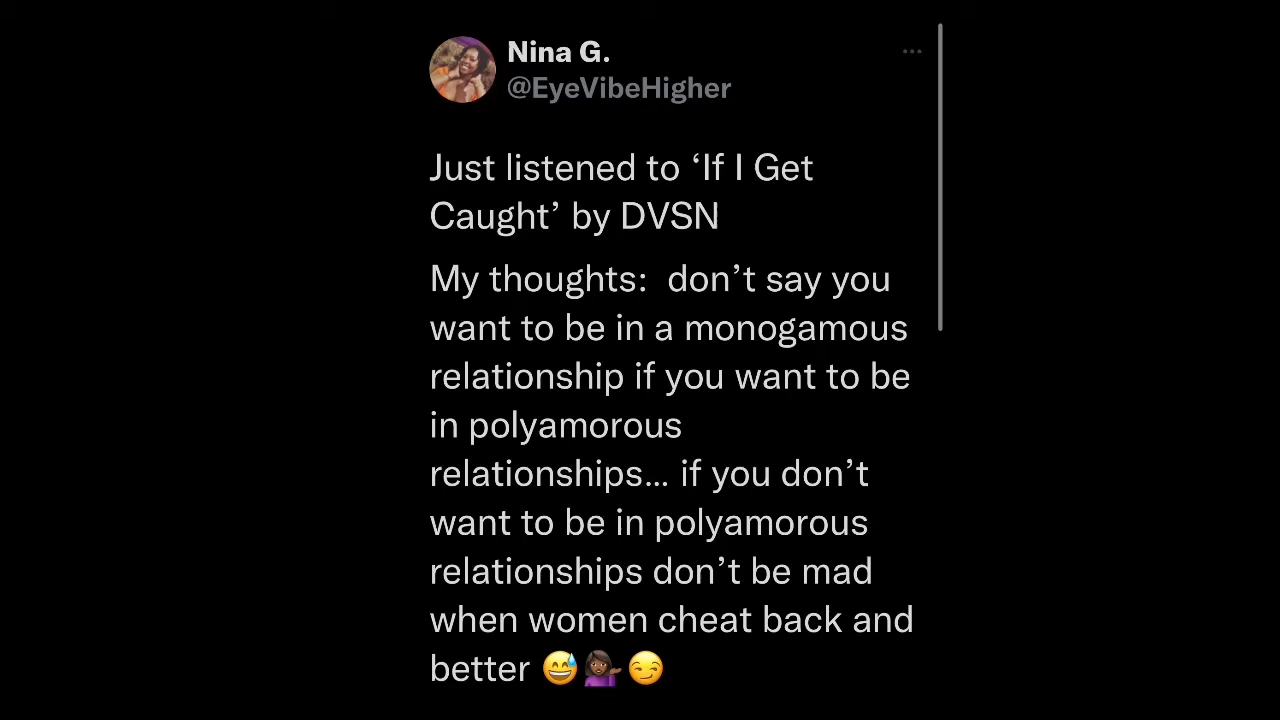 Nina G.
@EyeVibeHigher
Just listened to ‘If I Get
Caught’ by DVSN
My thoughts:  don’t say you
want to be in a monogamous
relationship if you want to be
in polyamorous
relationships... if you don’t
want to be in polyamorous
relationships don’t be mad
when women cheat back and
better 😅💁🏾‍♀️😏